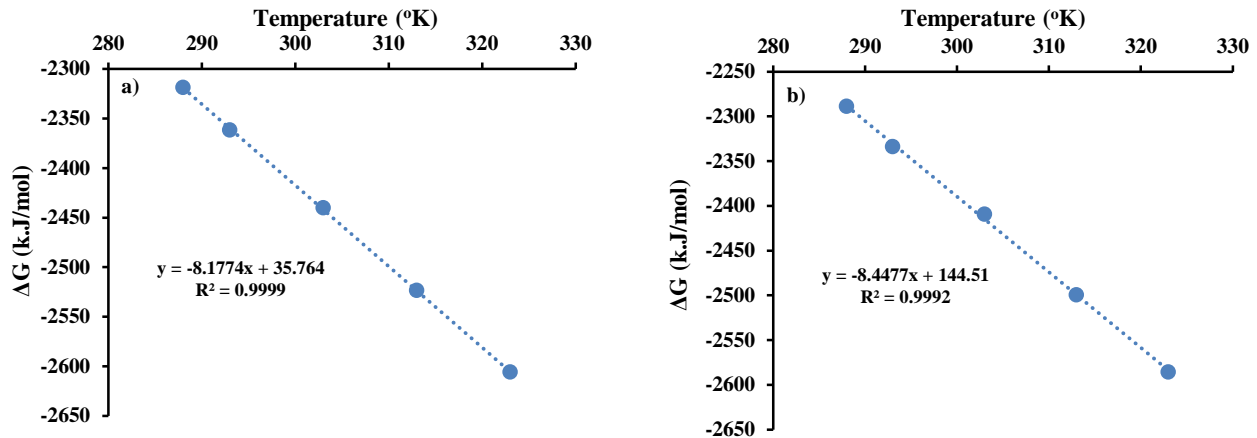 Temperature (ᵒK)
280 290 300 310 320 330
-2300
a)
-2350
-2400
-2450
-2500
-2550
-2600
-2650
ΔG (k.J/mol)
y = -8.1774x + 35.764
R² = 0.9999
Temperature (ᵒK)
280 290 300 310 320 330
-2250
b)
-2300
-2350
-2400
-2450
-2500
-2550
-2600
-2650
ΔG (k.J/mol)
y = -8.4477x + 144.51
R² = 0.9992